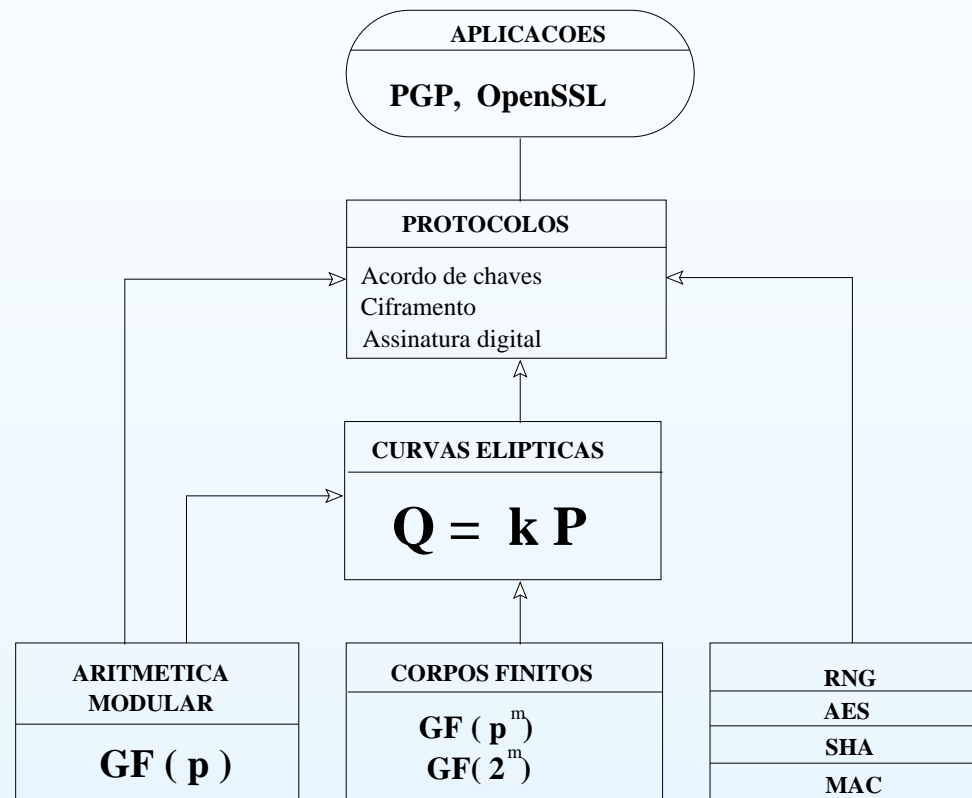 APLICACOES
PGP, OpenSSL
PROTOCOLOS
Acordo de chaves
Ciframento
Assinatura digital
CURVAS ELIPTICAS
Q = k P
ARITMETICA
MODULAR
GF ( p )
CORPOS FINITOS
GF ( p^m)
GF( 2^m)
RNG
AES
SHA
MAC